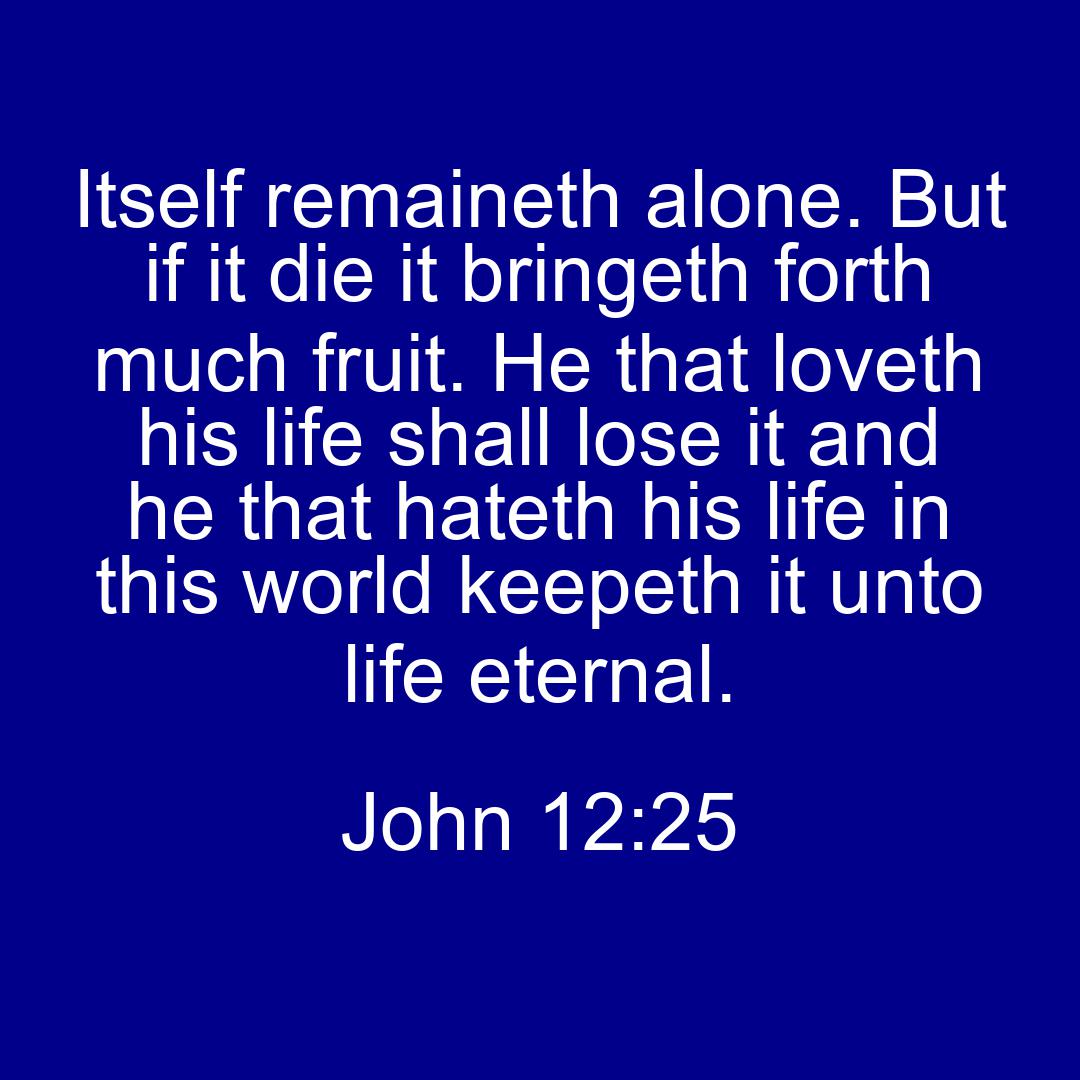 Itself remaineth alone. But
if it die it bringeth forth
much fruit. He that loveth
his life shall lose it and
he that hateth his life in
this world keepeth it unto
life eternal.
John 12:25